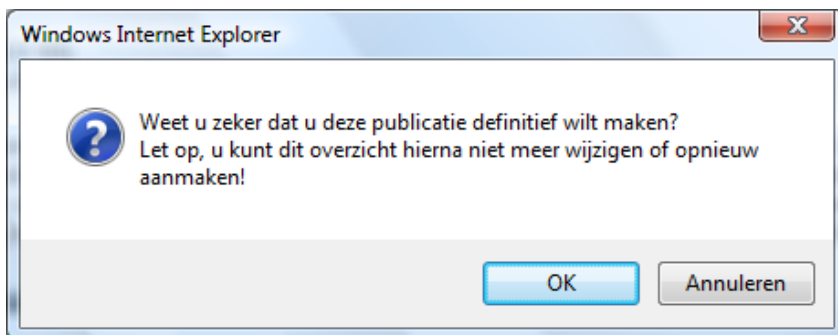 Windows Internet Explorer
Weet u zeker dat u deze publicatie definitief wilt maken?
Let op, u kunt dit overzicht hierna niet meer wijzigen of opnieuw
aanmaken!
OK
Annuleren